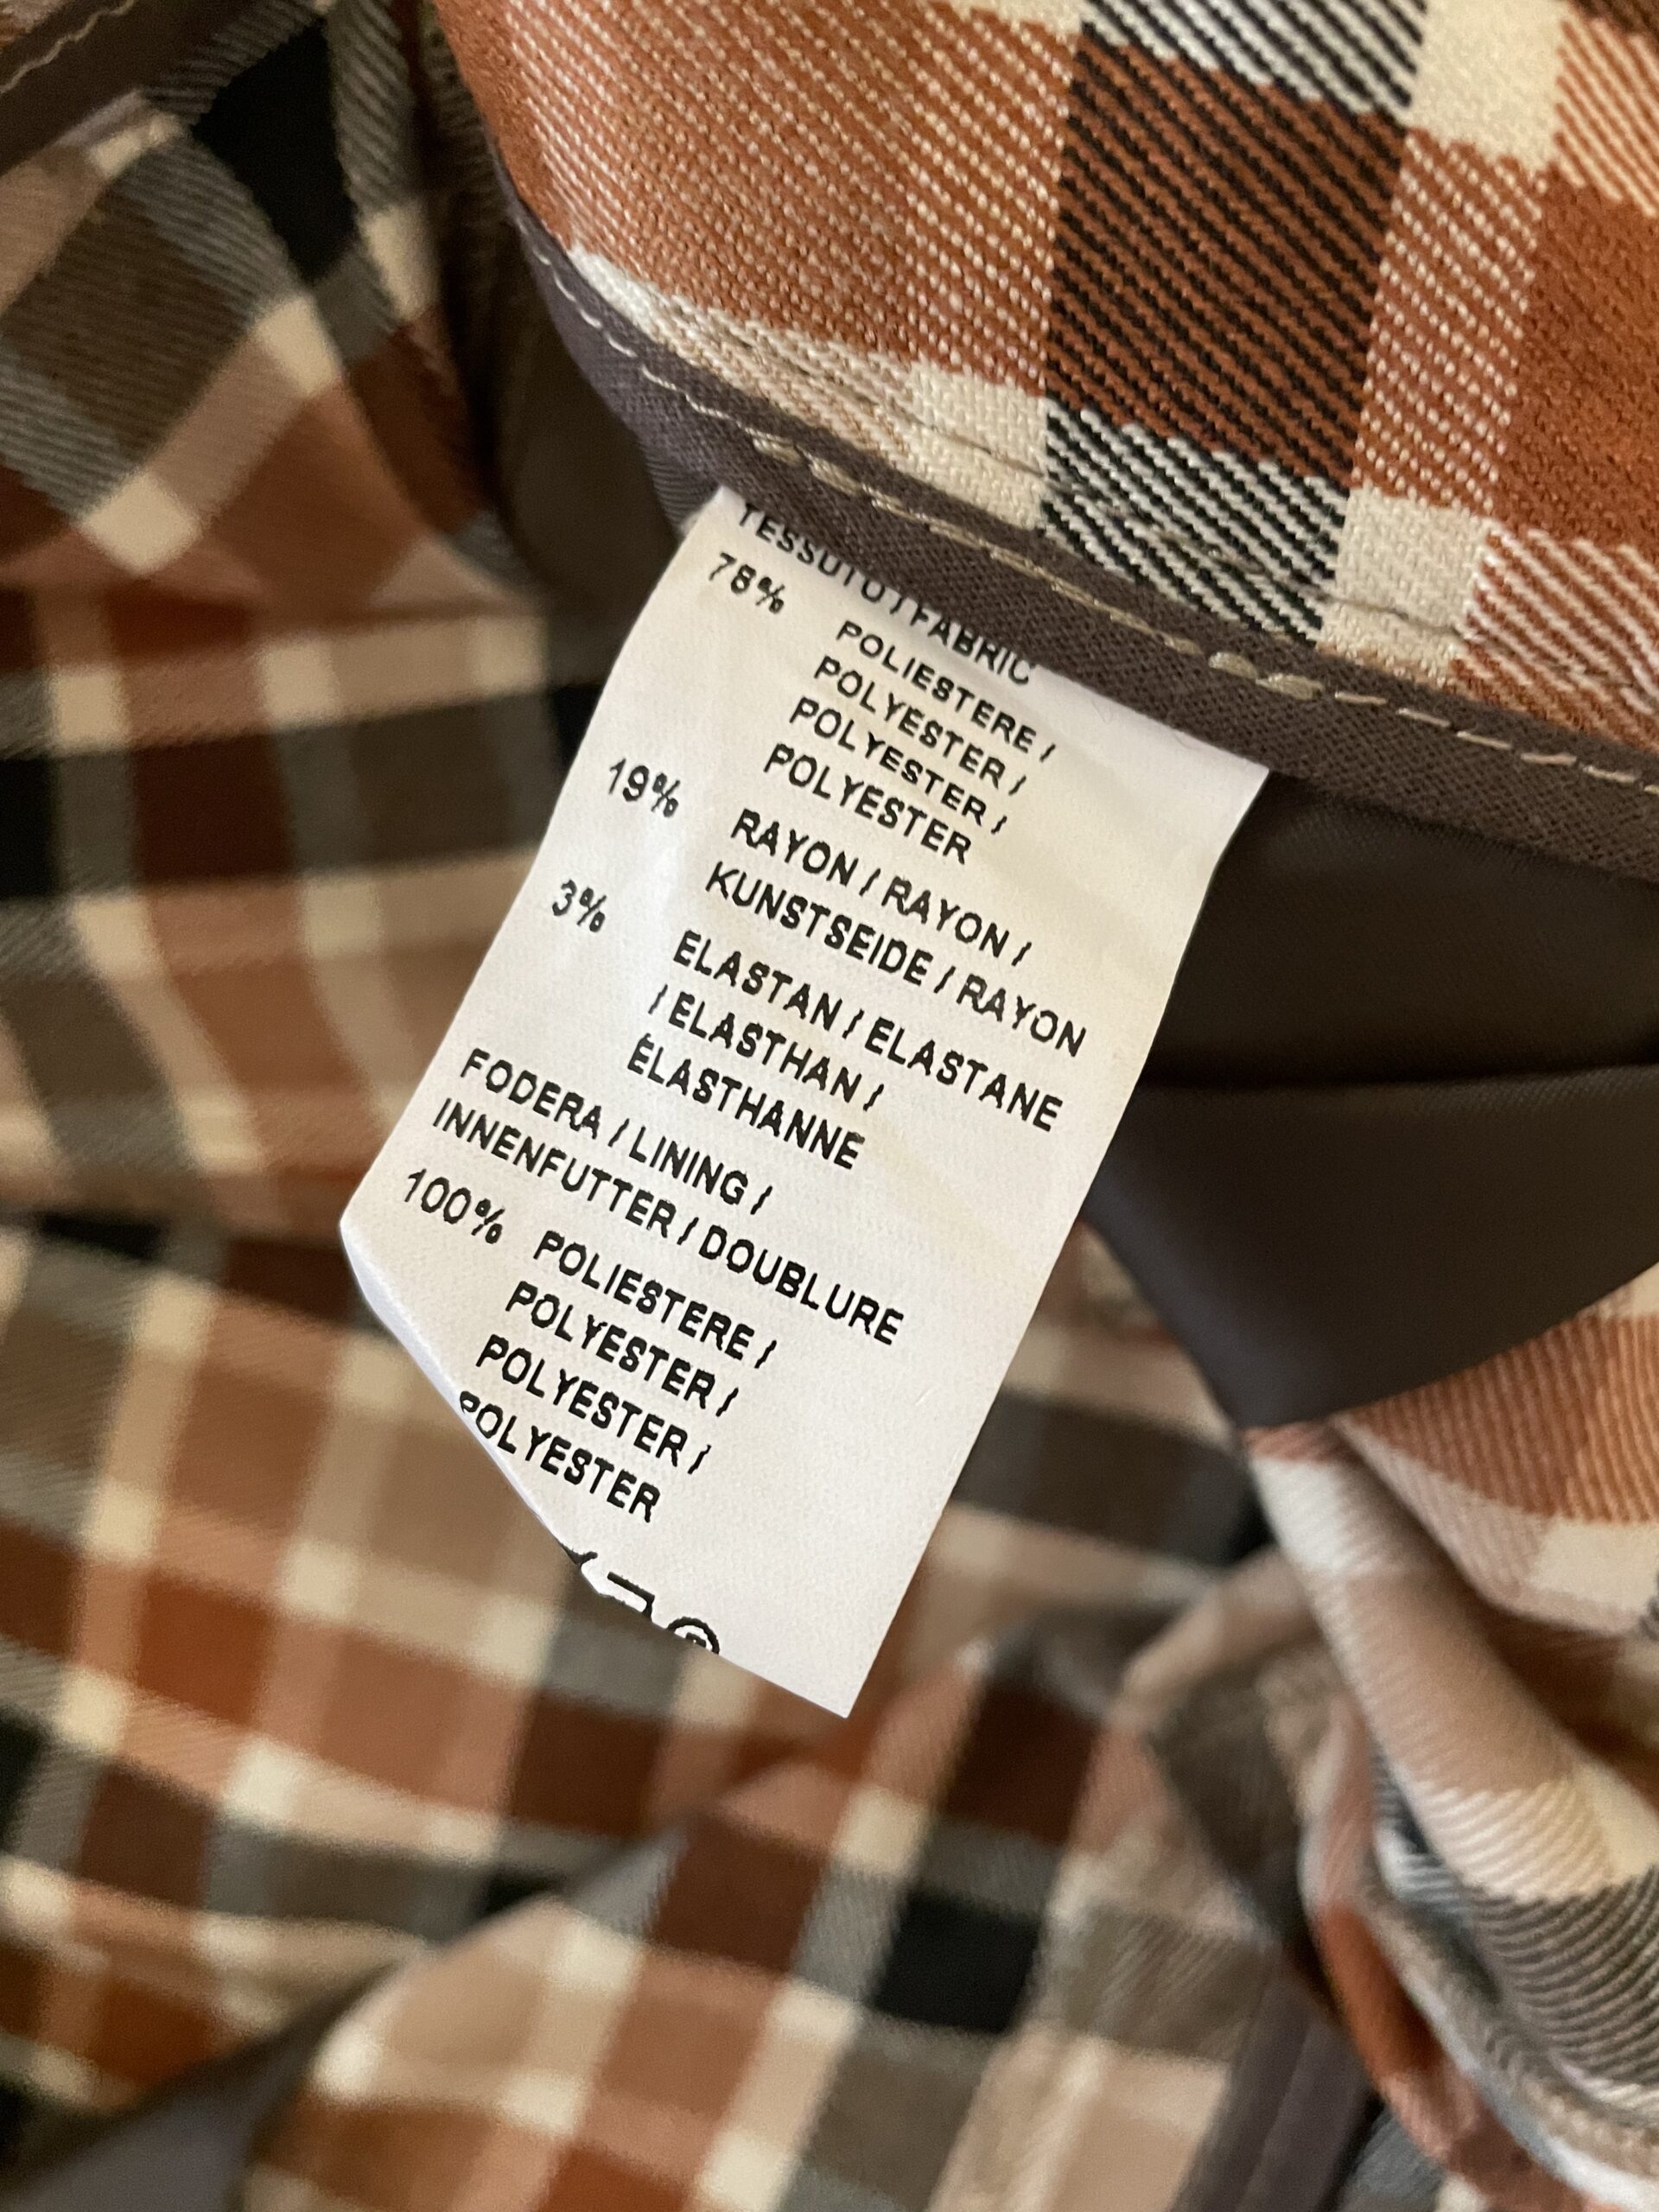 TESSUTO / FABRIC
78% POLIESTERE /
POLYESTER /
POLYESTER /
POLYESTER
19% RAYON / RAYON /
KUNSTSEIDE / RAYON
3% ELASTAN / ELASTANE
/ ELASTHAN /
ELASTHANNE
FODERA / LINING /
INNENFUTTER / DOUBLURE
100% POLIESTERE /
POLYESTER /
POLYESTER /
POLYESTER